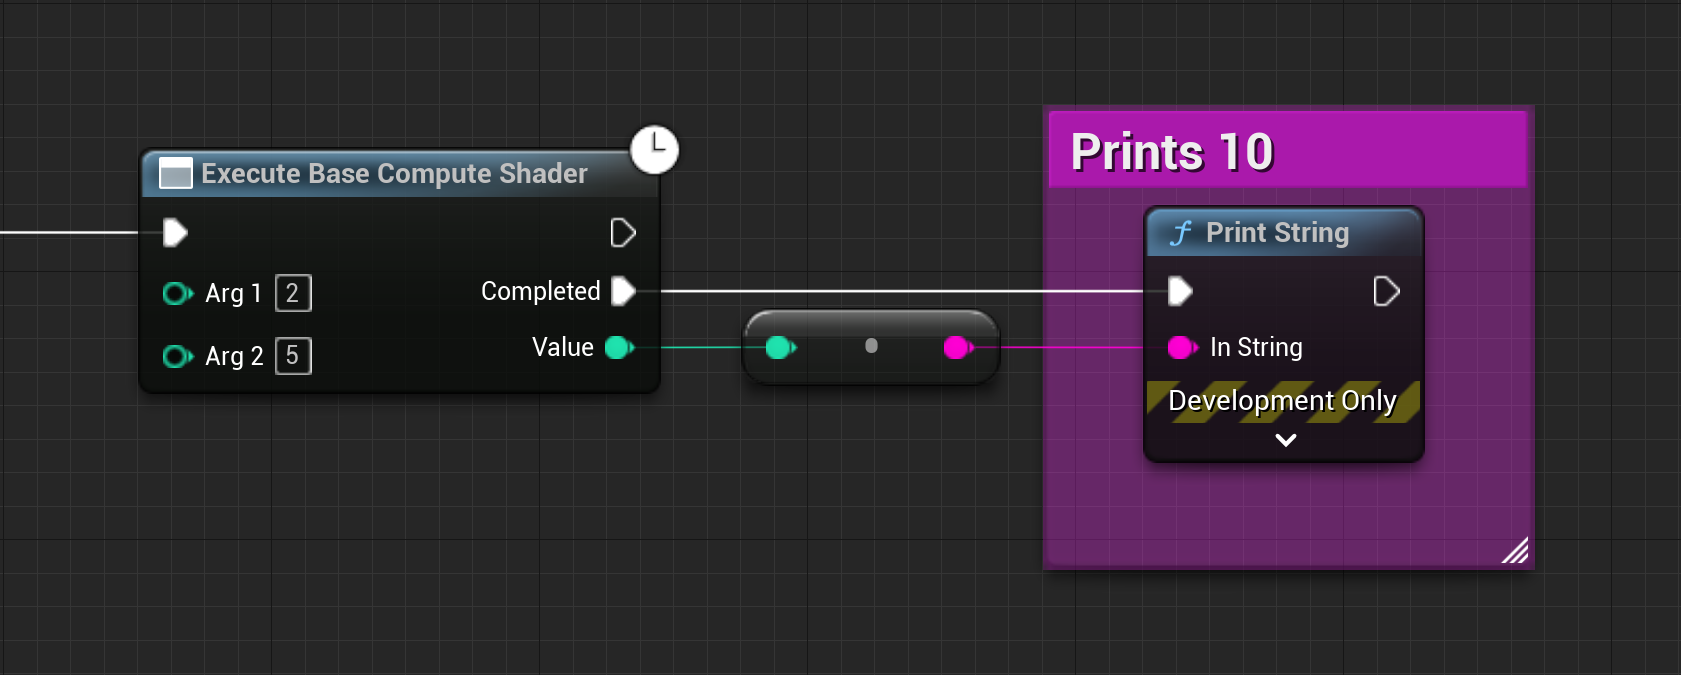 Execute Base Compute Shader
Arg 1 2
Completed
Arg 2 5
Value
Prints 10
Print String
In String
Development Only